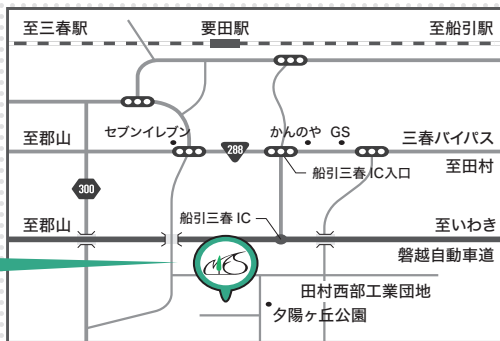 至三春駅
要田駅
至船引駅
セブンイレブン
かんのや
GS
至郡山
288
三春バイパス
船引三春IC入口
至田村
300
船引三春 IC
至郡山
至いわき
磐越自動車道
MES
田村西部工業団地
夕陽ヶ丘公園